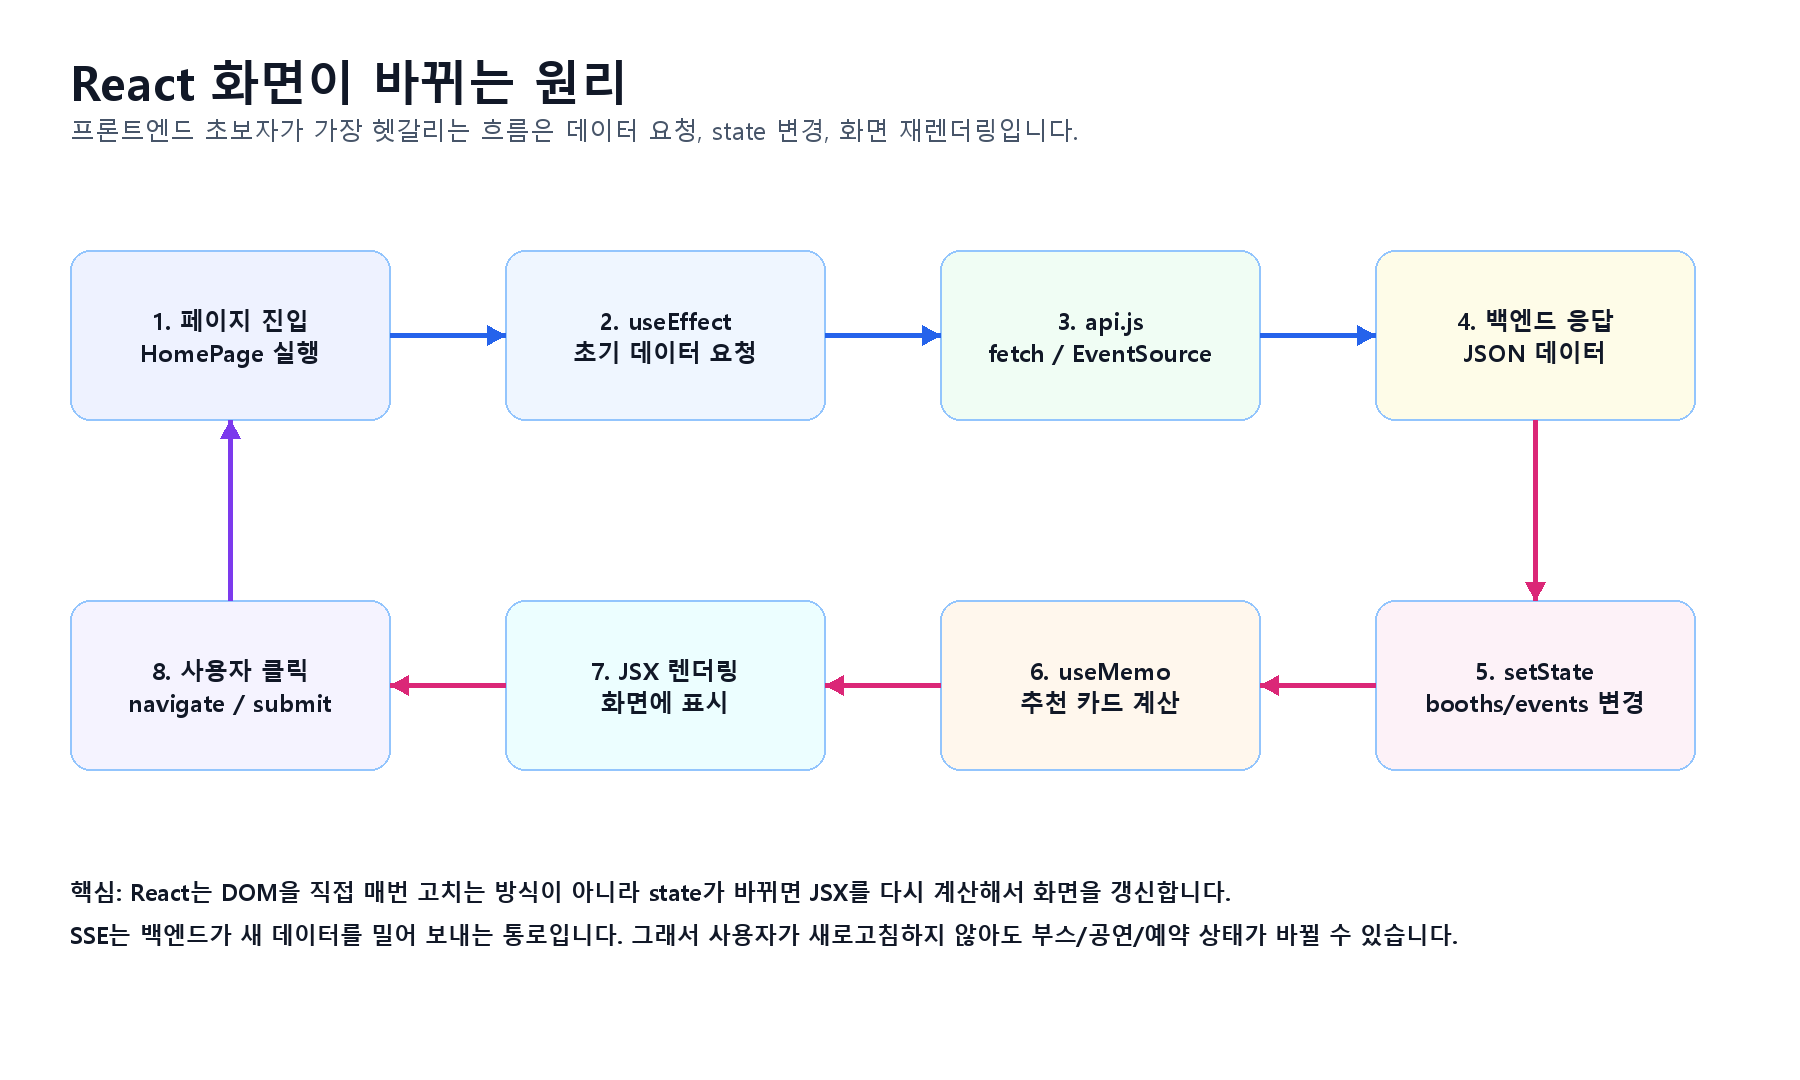 React 화면이 바뀌는 원리
프론트엔드 초보자가 가장 헷갈리는 흐름은 데이터 요청, state 변경, 화면 재렌더링입니다.
1. 페이지 진입
HomePage 실행
2. useEffect
초기 데이터 요청
3. api.js
fetch / EventSource
4. 백엔드 응답
JSON 데이터
8. 사용자 클릭
navigate / submit
7. JSX 렌더링
화면에 표시
6. useMemo
추천 카드 계산
5. setState
booths/events 변경
핵심: React는 DOM을 직접 매번 고치는 방식이 아니라 state가 바뀌면 JSX를 다시 계산해서 화면을 갱신합니다.
SSE는 백엔드가 새 데이터를 밀어 보내는 통로입니다. 그래서 사용자가 새로고침하지 않아도 부스/공연/예약 상태가 바뀔 수 있습니다.